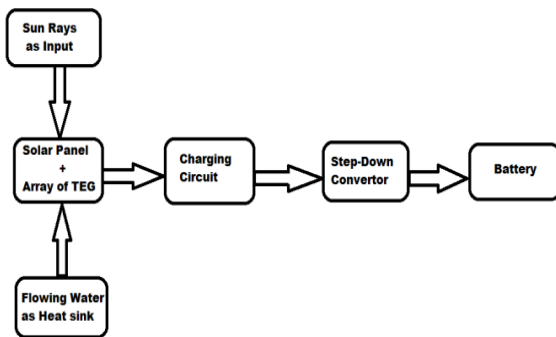 Sun Rays
as Input
Solar Panel
+
Array of TEG
Charging
Circuit
Step-Down
Convertor
Battery
Flowing Water
as Heat sink